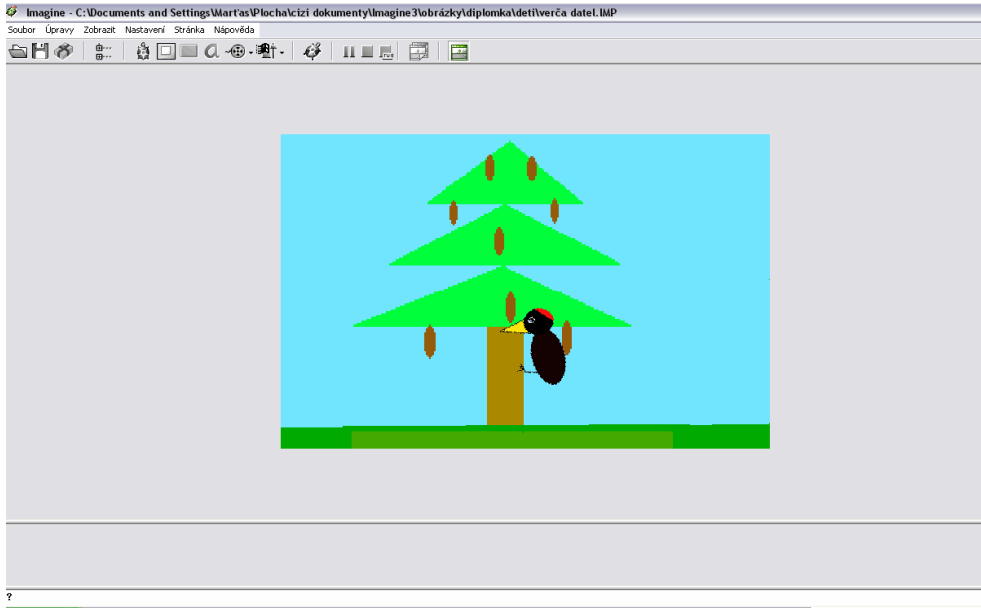 Imagine - C:\Documents and Settings\Marťas\Plocha\cizi dokumenty\Imagine3\obrázky\diplomka\deti\verča datel.IMP
Soubor Úpravy Zobrazit Nastavení Stránka Nápověda
?